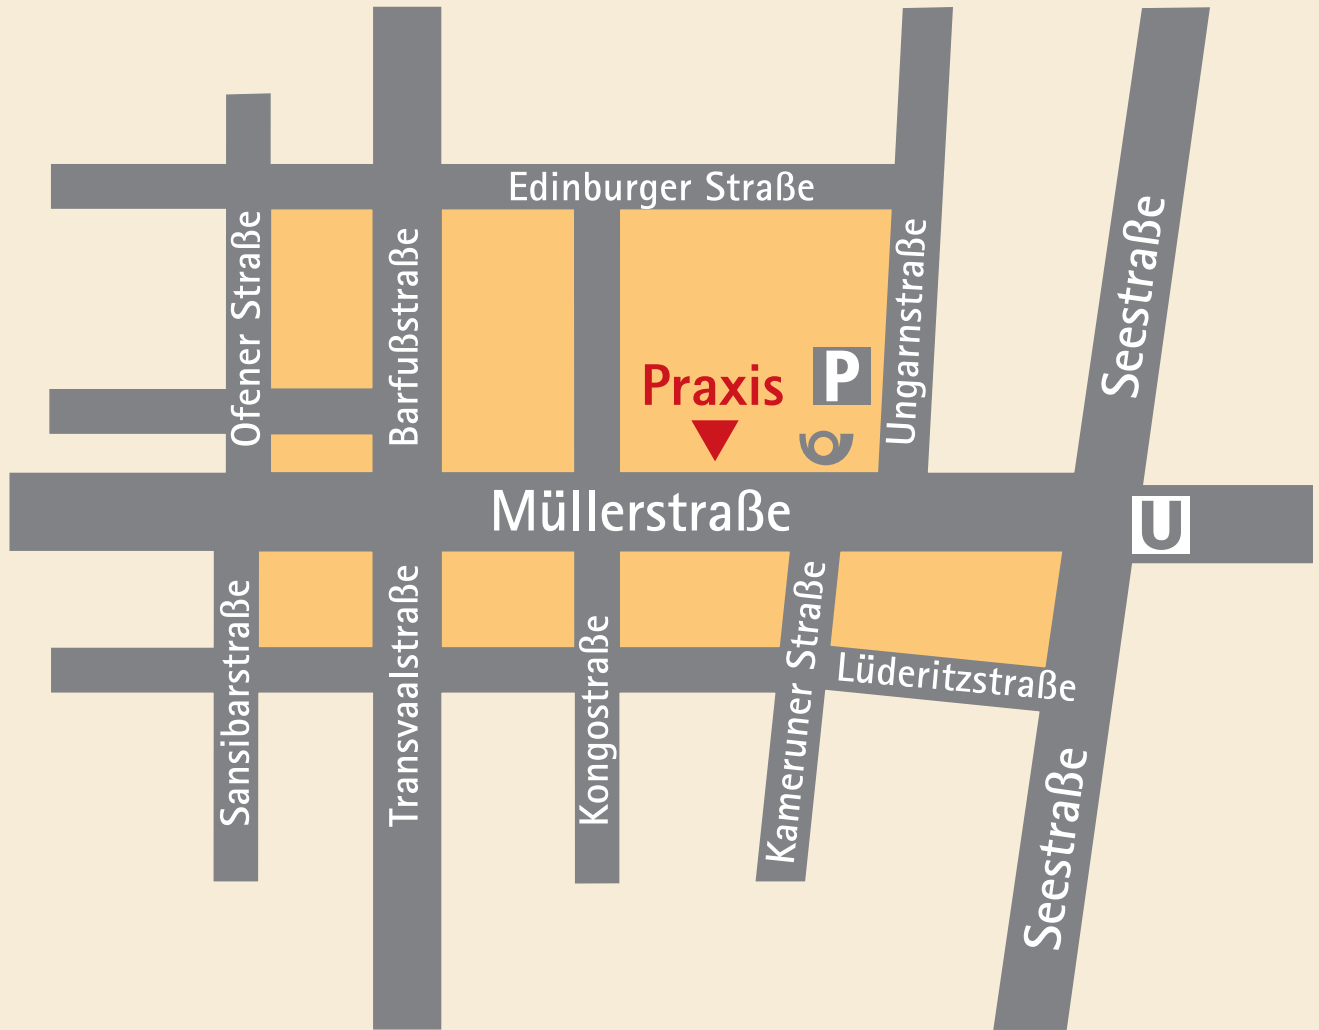 Edinburger Straße
Ofener Straße
Barfußstraße
Ungarnstraße
Seestraße
Praxis
P
Müllerstraße
U
Sansibarstraße
Transvaalstraße
Kongostraße
Kameruner Straße
Lüderitzstraße
Seestraße